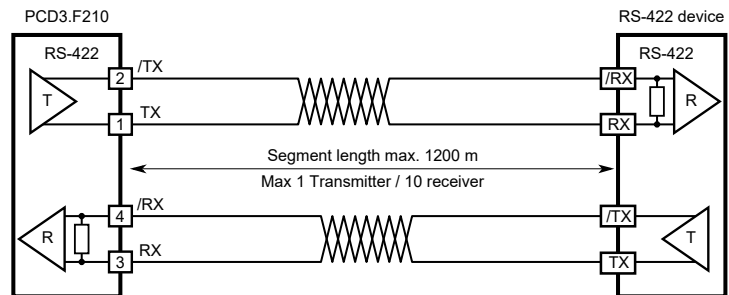 PCD3.F210
RS-422 device
RS-422
RS-422
/TX
2
/RX
T
R
TX
1
RX
Segment length max. 1200 m
Max 1 Transmitter / 10 receiver
/RX
4
/TX
R
T
RX
3
TX